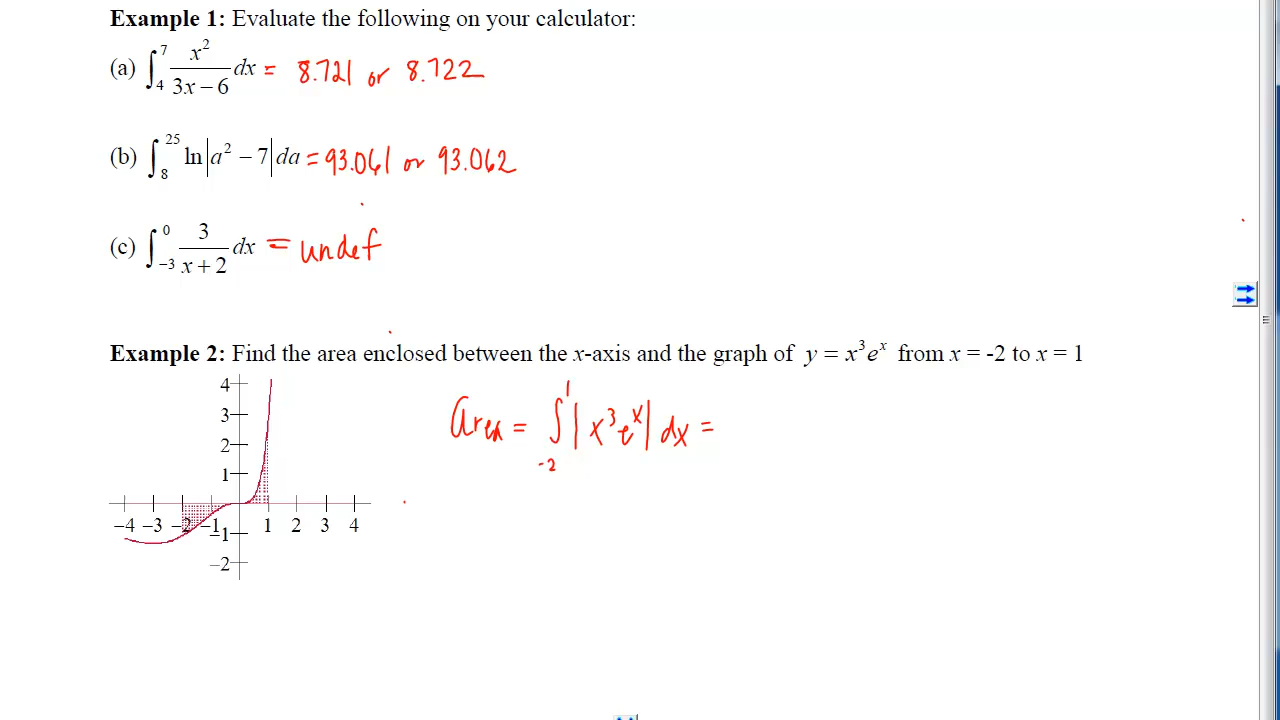 Example 1: Evaluate the following on your calculator:
(a) ∫₄⁷ x²/(3x − 6) dx = 8.721 or 8.722
(b) ∫₈²⁵ ln|a² − 7| da = 93.061 or 93.062
(c) ∫₋₃⁰ 3/(x + 2) dx = undef
Example 2: Find the area enclosed between the x-axis and the graph of y = x³eˣ from x = -2 to x = 1
Area = ∫₋₂¹ |x³eˣ| dx =
4
3
2
1
−4 −3 −2 −1 1 2 3 4
−1
−2